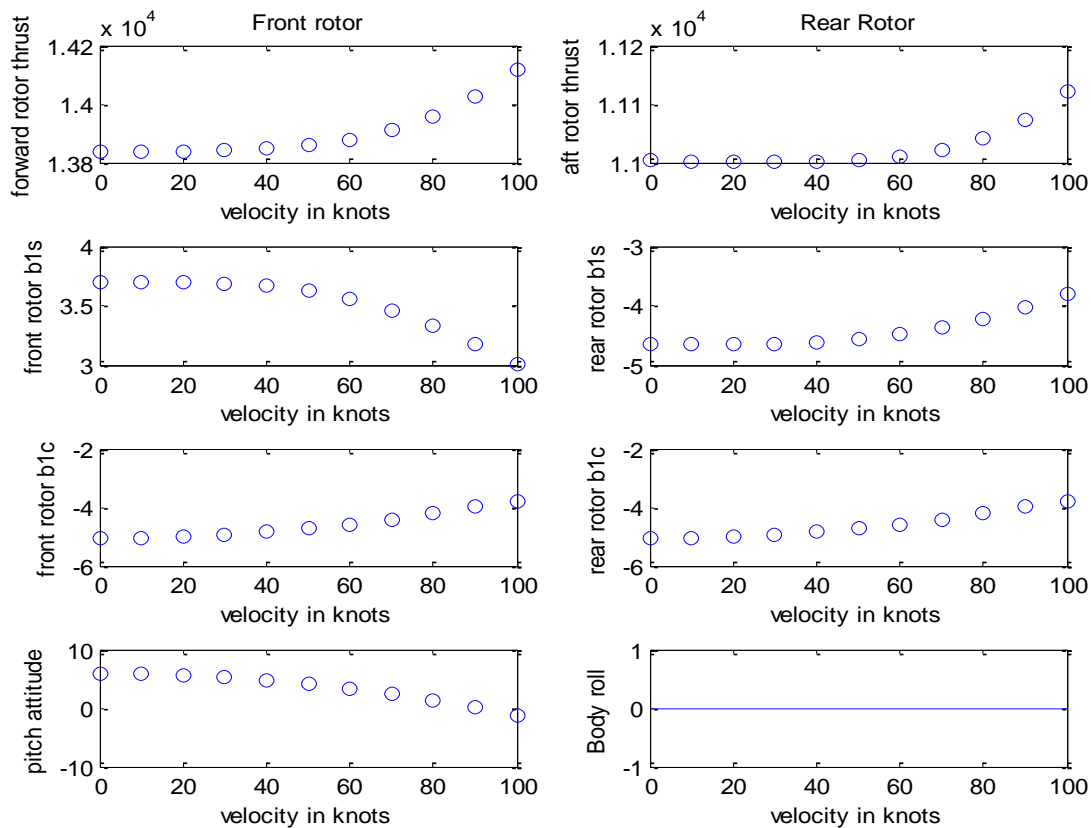 x 10^4 Front rotor
1.42
1.4
1.38
forward rotor thrust
0 20 40 60 80 100
velocity in knots
x 10^4 Rear Rotor
1.12
1.11
1.1
aft rotor thrust
0 20 40 60 80 100
velocity in knots
4
3.5
3
front rotor b1s
0 20 40 60 80 100
velocity in knots
-3
-4
-5
rear rotor b1s
0 20 40 60 80 100
velocity in knots
-2
-4
-6
front rotor b1c
0 20 40 60 80 100
velocity in knots
-2
-4
-6
rear rotor b1c
0 20 40 60 80 100
velocity in knots
10
0
-10
pitch attitude
0 20 40 60 80 100
velocity in knots
1
0
-1
Body roll
0 20 40 60 80 100
velocity in knots